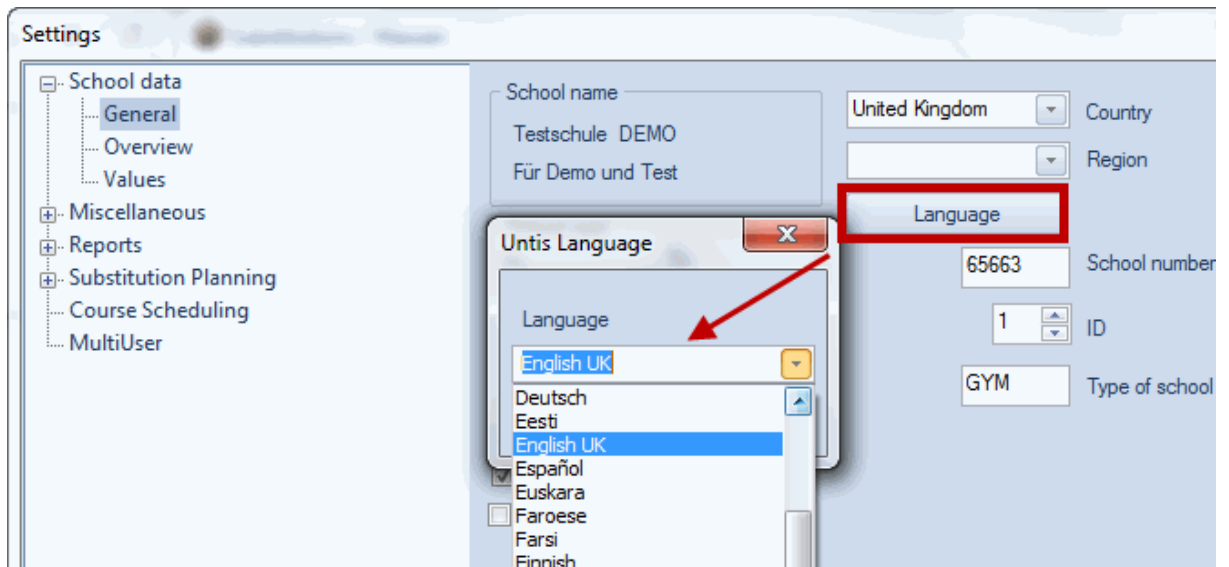 Settings
School data
General
Overview
Values
Miscellaneous
Reports
Substitution Planning
Course Scheduling
MultiUser
School name
Testschule DEMO
Für Demo und Test
United Kingdom
Country
Region
Language
65663
School number
1
ID
GYM
Type of school
Untis Language
Language
English UK
Deutsch
Eesti
English UK
Español
Euskara
Faroese
Farsi
Finnish